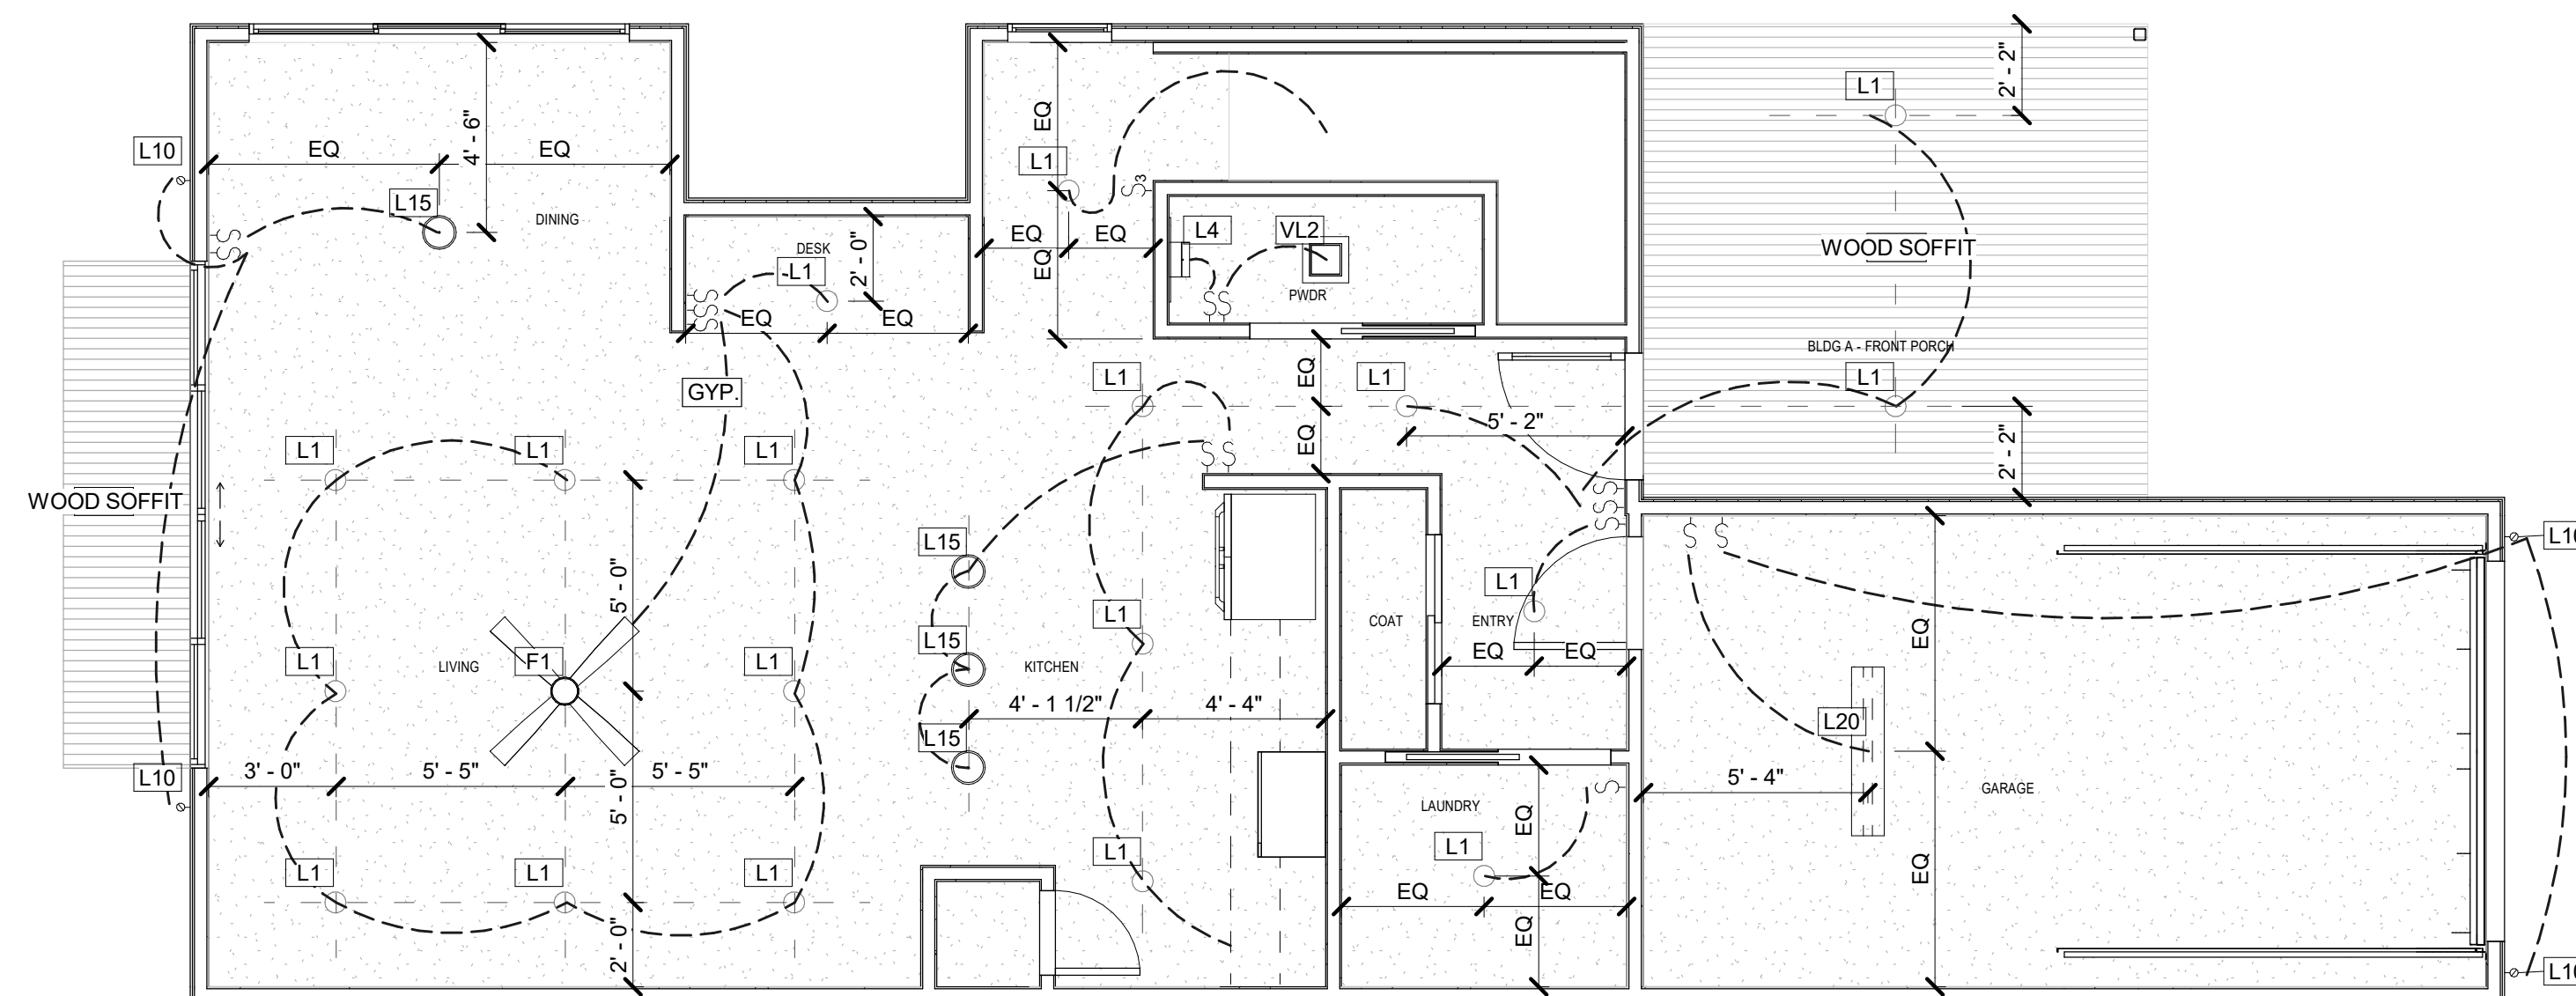 2' - 2"
L1
L10
EQ
EQ
4' - 6"
EQ
L1
3
L15
DINING
DESK
L1
2' - 0"
EQ
EQ
EQ
EQ
EQ
L4
VL2
PWDR
WOOD SOFFIT
BLDG A - FRONT PORCH
L1
GYP.
L1
EQ
L1
EQ
5' - 2"
2' - 2"
L1
L1
L1
WOOD SOFFIT
L15
5' - 0"
L1
L1
COAT
ENTRY
EQ
L15
L1
LIVING
F1
L1
KITCHEN
EQ
EQ
4' - 1 1/2"
4' - 4"
L15
L20
L10
3' - 0"
5' - 5"
5' - 5"
5' - 0"
5' - 4"
GARAGE
LAUNDRY
EQ
L1
L1
L1
L1
L1
EQ
EQ
EQ
EQ
2' - 0"